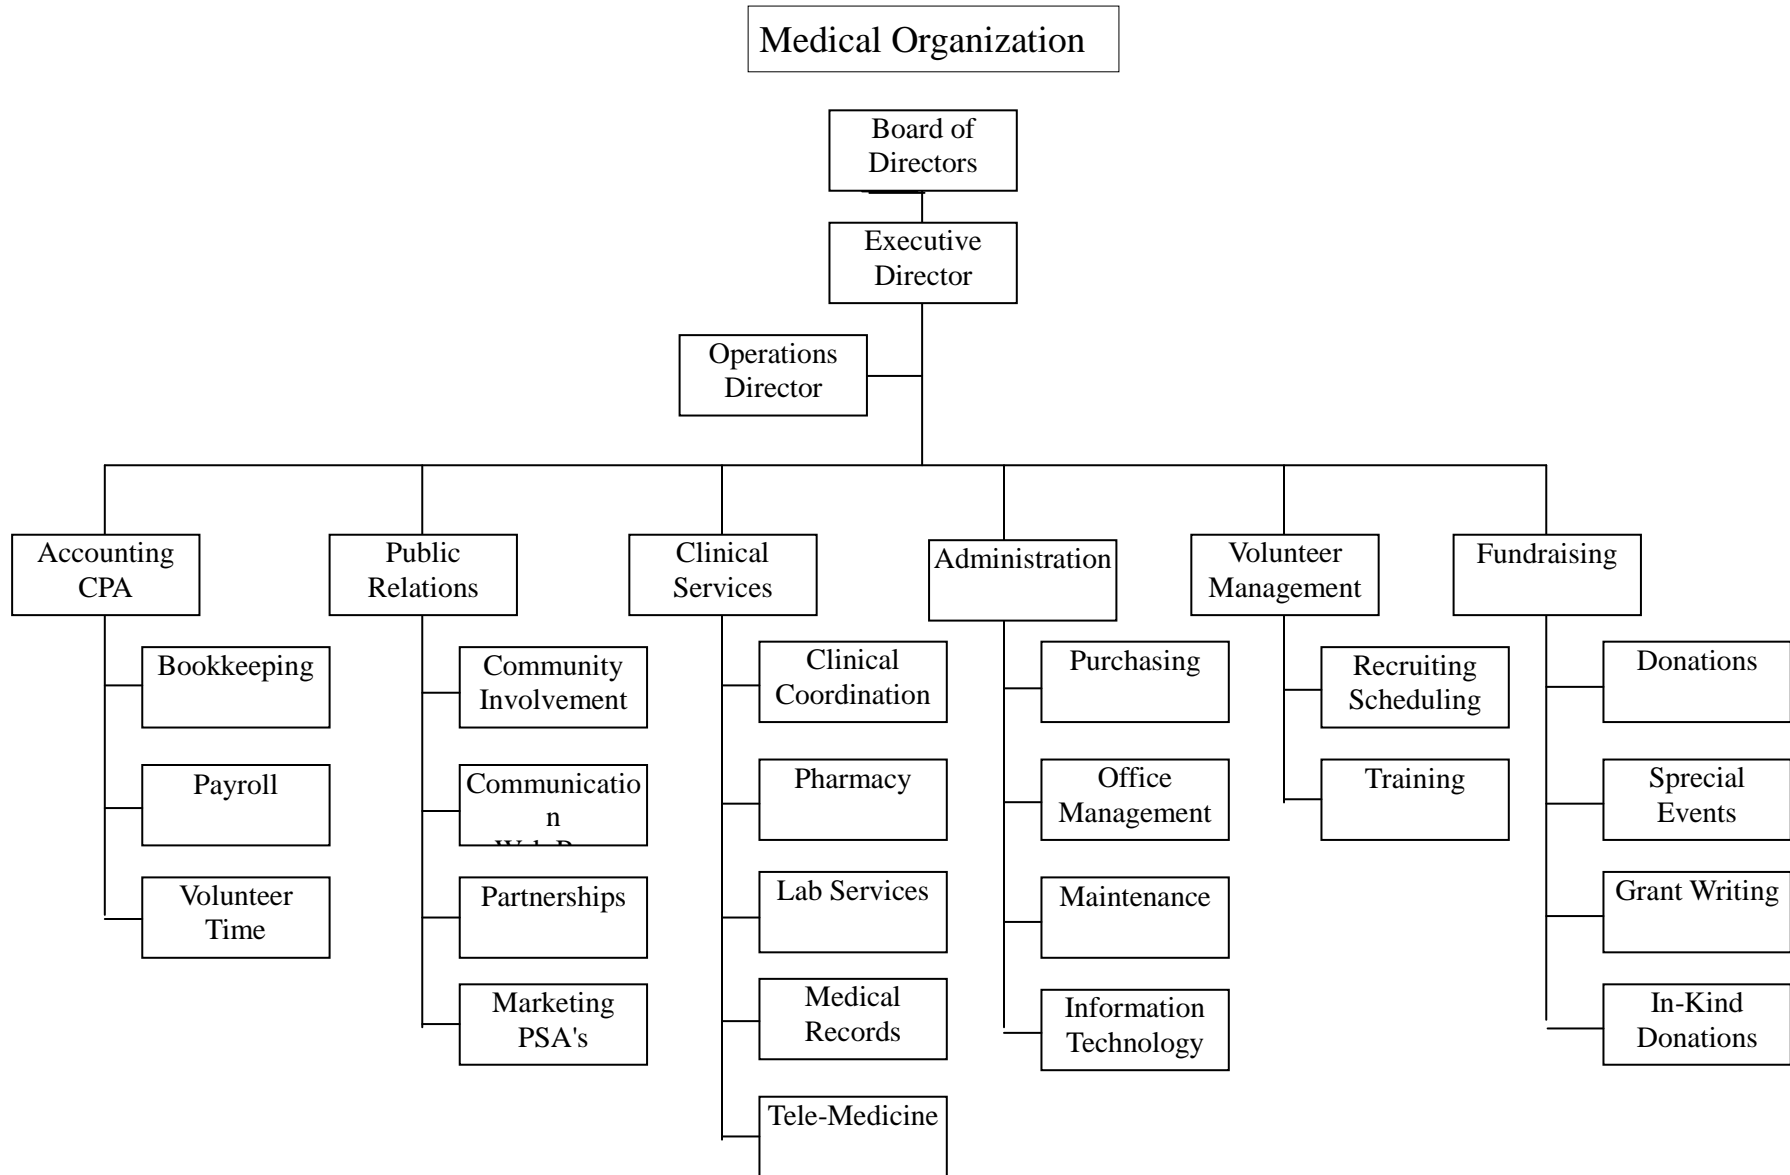 Medical Organization
Board of
Directors
Executive
Director
Operations
Director
Accounting
CPA
Public
Relations
Clinical
Services
Administration
Volunteer
Management
Fundraising
Bookkeeping
Payroll
Volunteer
Time
Community
Involvement
Communicatio
n
Partnerships
Marketing
PSA's
Clinical
Coordination
Pharmacy
Lab Services
Medical
Records
Tele-Medicine
Purchasing
Office
Management
Maintenance
Information
Technology
Recruiting
Scheduling
Training
Donations
Sprecial
Events
Grant Writing
In-Kind
Donations